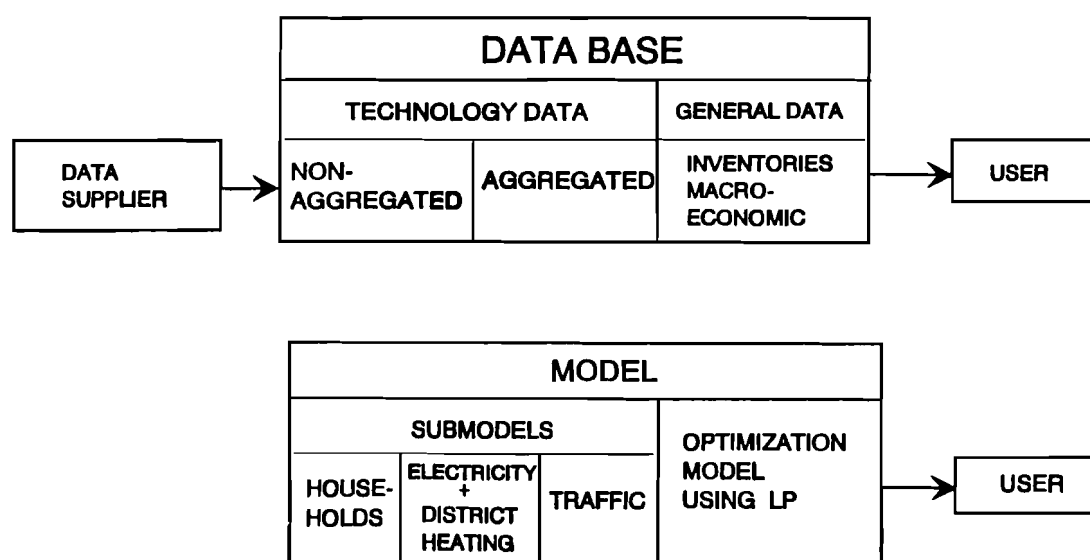 DATA BASE
TECHNOLOGY DATA
GENERAL DATA
DATA
SUPPLIER
NON-
AGGREGATED
AGGREGATED
INVENTORIES
MACRO-
ECONOMIC
USER
MODEL
SUBMODELS
HOUSE-
HOLDS
ELECTRICITY
+
DISTRICT
HEATING
TRAFFIC
OPTIMIZATION
MODEL
USING LP
USER